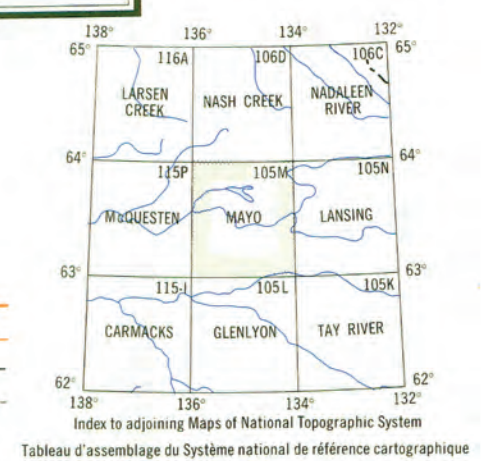 138° 136° 134° 132°
65° 65°
116A 106D 106C
LARSEN CREEK NASH CREEK NADALEEN RIVER
64° 64°
115P 105M 105N
McQUESTEN MAYO LANSING
63° 63°
115-I 105L 105K
CARMACKS GLENLYON TAY RIVER
62° 62°
138° 136° 134° 132°
Index to adjoining Maps of National Topographic System
Tableau d'assemblage du Système national de référence cartographique